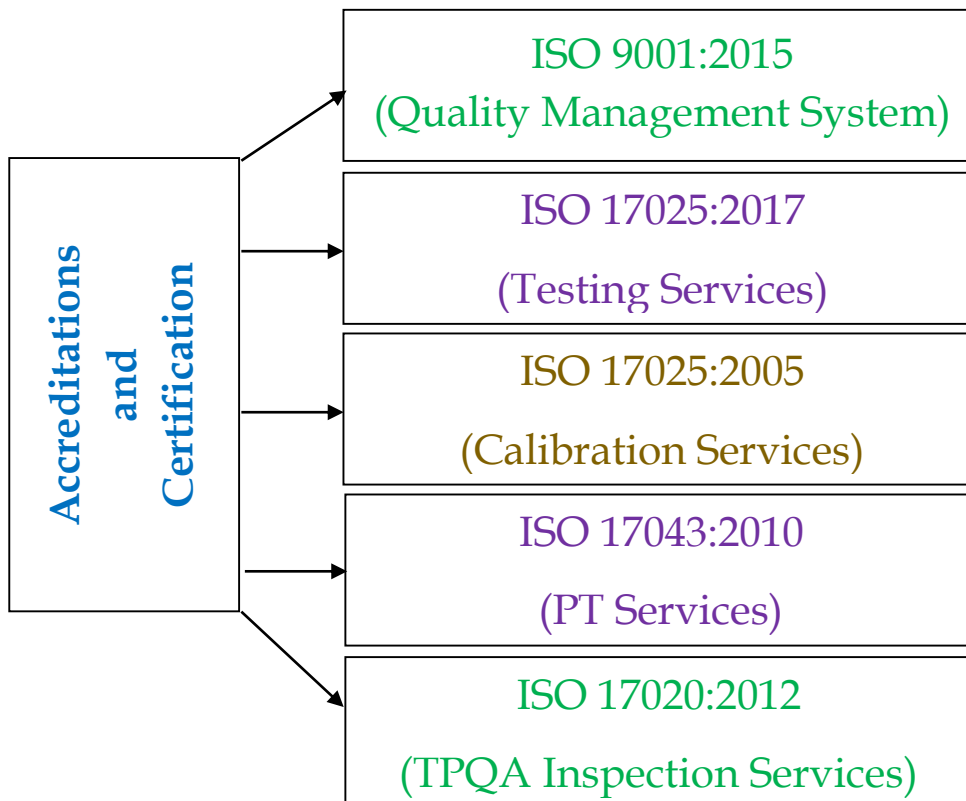 Accreditations
and
Certification
ISO 9001:2015
(Quality Management System)
ISO 17025:2017
(Testing Services)
ISO 17025:2005
(Calibration Services)
ISO 17043:2010
(PT Services)
ISO 17020:2012
(TPQA Inspection Services)